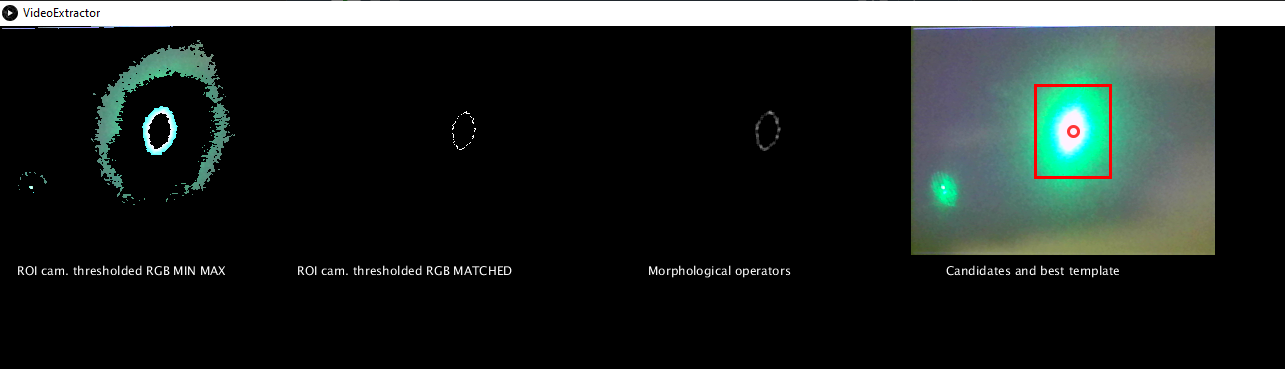 VideoExtractor
ROI cam. thresholded RGB MIN MAX
ROI cam. thresholded RGB MATCHED
Morphological operators
Candidates and best template